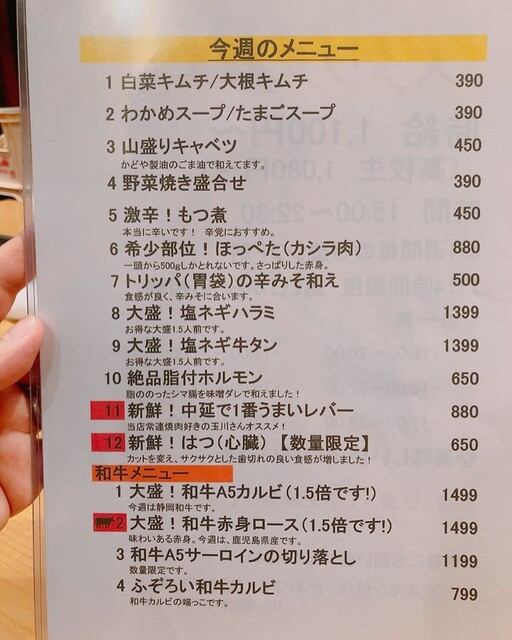 今週のメニュー
1 白菜キムチ/大根キムチ 390
2 わかめスープ/たまごスープ 390
3 山盛りキャベツ 450
かどや製油のごま油で和えてます。
4 野菜焼き盛合せ 390
5 激辛！もつ煮 450
本当に辛いです！ 辛党におすすめ。
6 希少部位！ほっぺた（カシラ肉） 880
一頭から500gしかとれないです。さっぱりした赤身。
7 トリッパ（胃袋）の辛みそ和え 500
食感が良く、辛みそに合います。
8 大盛！塩ネギハラミ 1399
お得な大盛1.5人前です。
9 大盛！塩ネギ牛タン 1399
お得な大盛1.5人前です。
10 絶品脂付ホルモン 650
脂ののったシマ腸を味噌ダレで和えました！
11 新鮮！中延で1番うまいレバー 880
当店常連焼肉好きの玉川さんオススメ！
12 新鮮！はつ（心臓）【数量限定】 650
カットを変え、サクサクとした歯切れの良い食感が増しました！
和牛メニュー
1 大盛！和牛A5カルビ（1.5倍です！） 1499
今週は静岡和牛です。
2 大盛！和牛赤身ロース（1.5倍です！） 1499
味わいある赤身。今週は、鹿児島県産です。
3 和牛A5サーロインの切り落とし 1199
数量限定です。
4 ふぞろい和牛カルビ 799
和牛カルビの端っこです。